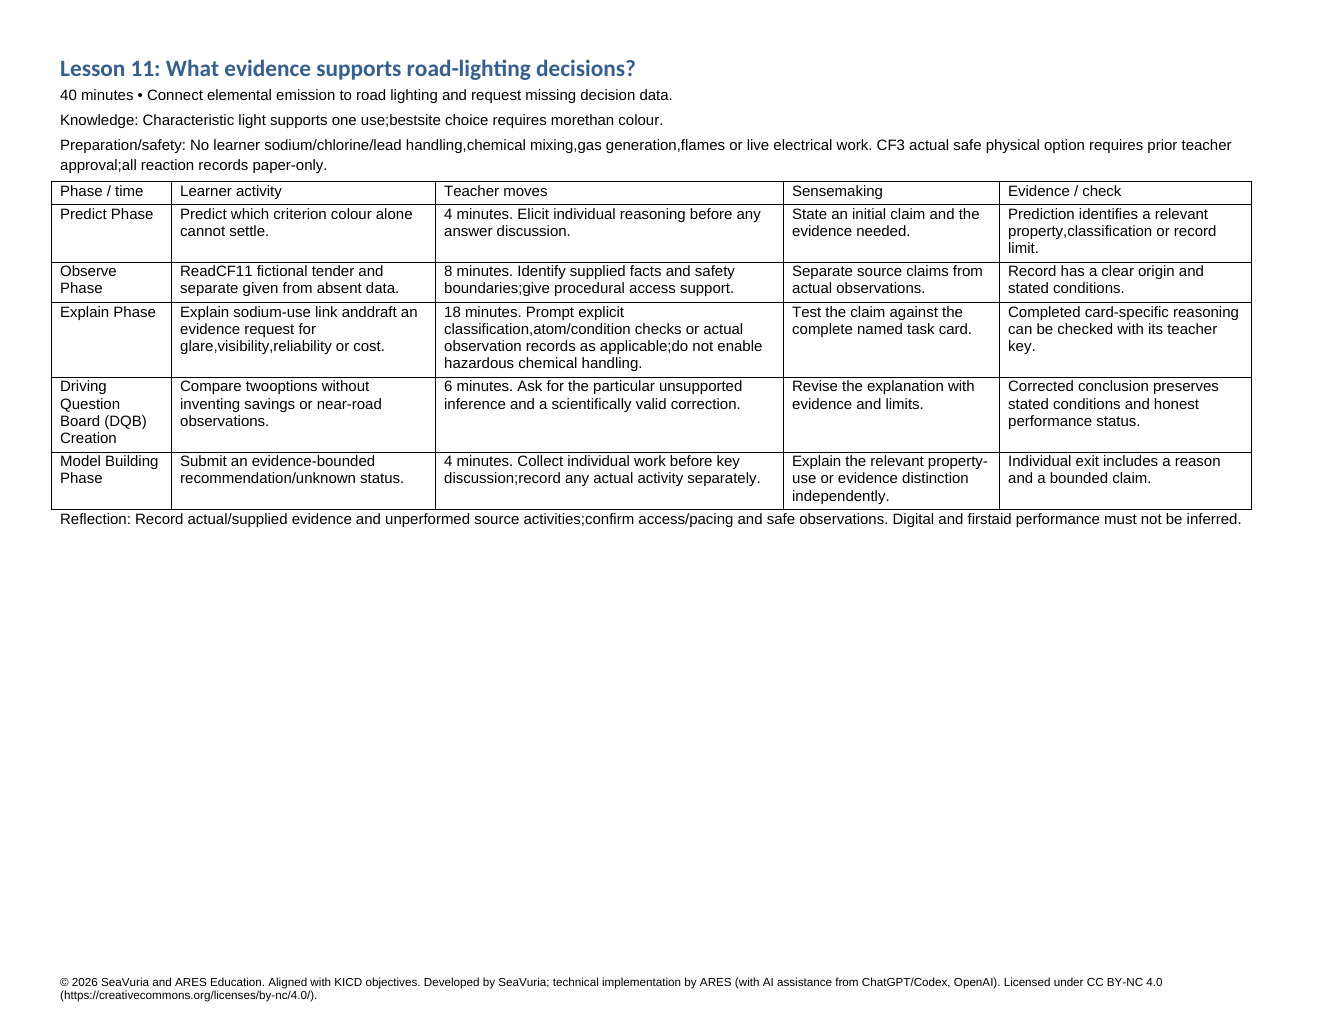 Lesson 11: What evidence supports road-lighting decisions?
40 minutes • Connect elemental emission to road lighting and request missing decision data.
Knowledge: Characteristic light supports one use;bestsite choice requires morethan colour.
Preparation/safety: No learner sodium/chlorine/lead handling,chemical mixing,gas generation,flames or live electrical work. CF3 actual safe physical option requires prior teacher
approval;all reaction records paper-only.
Phase / time
Learner activity
Teacher moves
Sensemaking
Evidence / check
Predict Phase
Predict which criterion colour alone
cannot settle.
4 minutes. Elicit individual reasoning before any
answer discussion.
State an initial claim and the
evidence needed.
Prediction identifies a relevant
property,classification or record
limit.
Observe
Phase
ReadCF11 fictional tender and
separate given from absent data.
8 minutes. Identify supplied facts and safety
boundaries;give procedural access support.
Separate source claims from
actual observations.
Record has a clear origin and
stated conditions.
Explain Phase
Explain sodium-use link anddraft an
evidence request for
glare,visibility,reliability or cost.
18 minutes. Prompt explicit
classification,atom/condition checks or actual
observation records as applicable;do not enable
hazardous chemical handling.
Test the claim against the
complete named task card.
Completed card-specific reasoning
can be checked with its teacher
key.
Driving
Question
Board (DQB)
Creation
Compare twooptions without
inventing savings or near-road
observations.
6 minutes. Ask for the particular unsupported
inference and a scientifically valid correction.
Revise the explanation with
evidence and limits.
Corrected conclusion preserves
stated conditions and honest
performance status.
Model Building
Phase
Submit an evidence-bounded
recommendation/unknown status.
4 minutes. Collect individual work before key
discussion;record any actual activity separately.
Explain the relevant property-
use or evidence distinction
independently.
Individual exit includes a reason
and a bounded claim.
Reflection: Record actual/supplied evidence and unperformed source activities;confirm access/pacing and safe observations. Digital and firstaid performance must not be inferred.
© 2026 SeaVuria and ARES Education. Aligned with KICD objectives. Developed by SeaVuria; technical implementation by ARES (with AI assistance from ChatGPT/Codex, OpenAI). Licensed under CC BY-NC 4.0
(https://creativecommons.org/licenses/by-nc/4.0/).